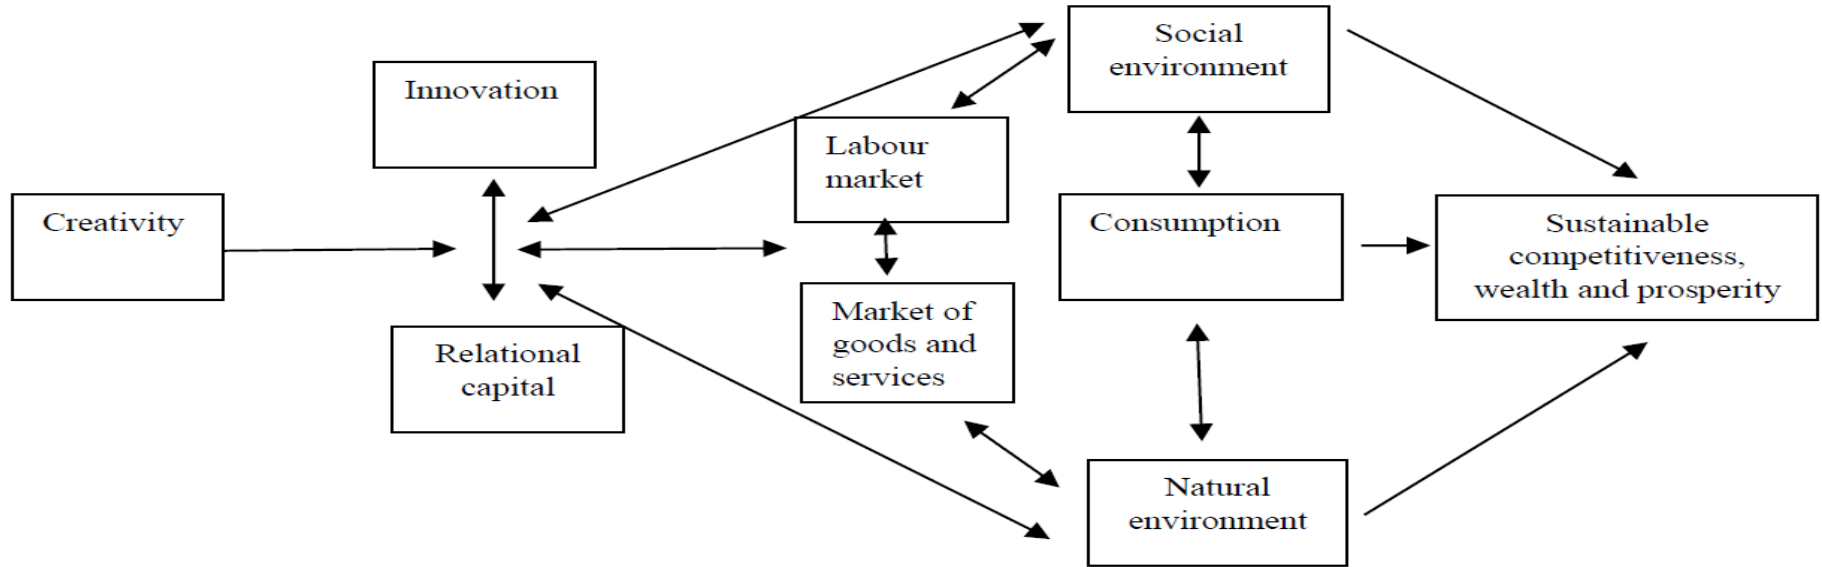 Social
environment
Innovation
Labour
market
Creativity
Consumption
Sustainable
competitiveness,
wealth and prosperity
Relational
capital
Market of
goods and
services
Natural
environment